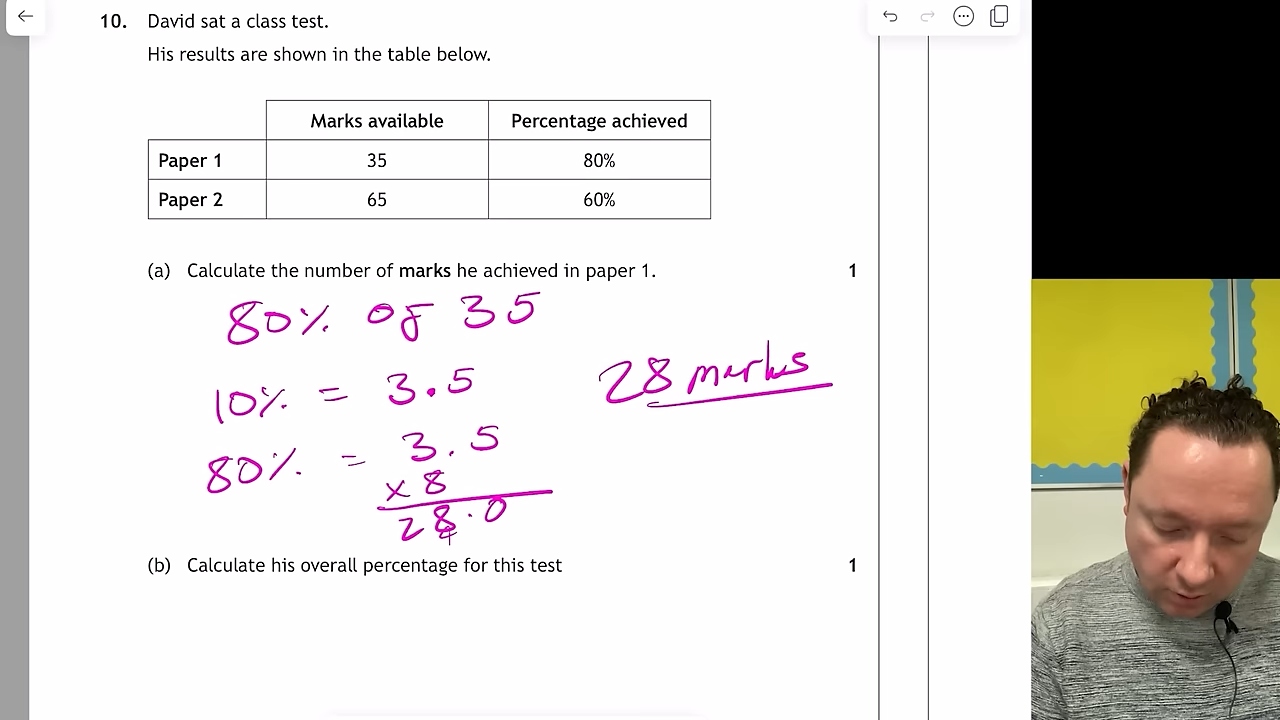 10. David sat a class test.
His results are shown in the table below.
Marks available Percentage achieved
Paper 1 35 80%
Paper 2 65 60%
(a) Calculate the number of marks he achieved in paper 1. 1
80% of 35
10% = 3.5
28 marks
80% = 3.5
x 8
28.0
(b) Calculate his overall percentage for this test 1